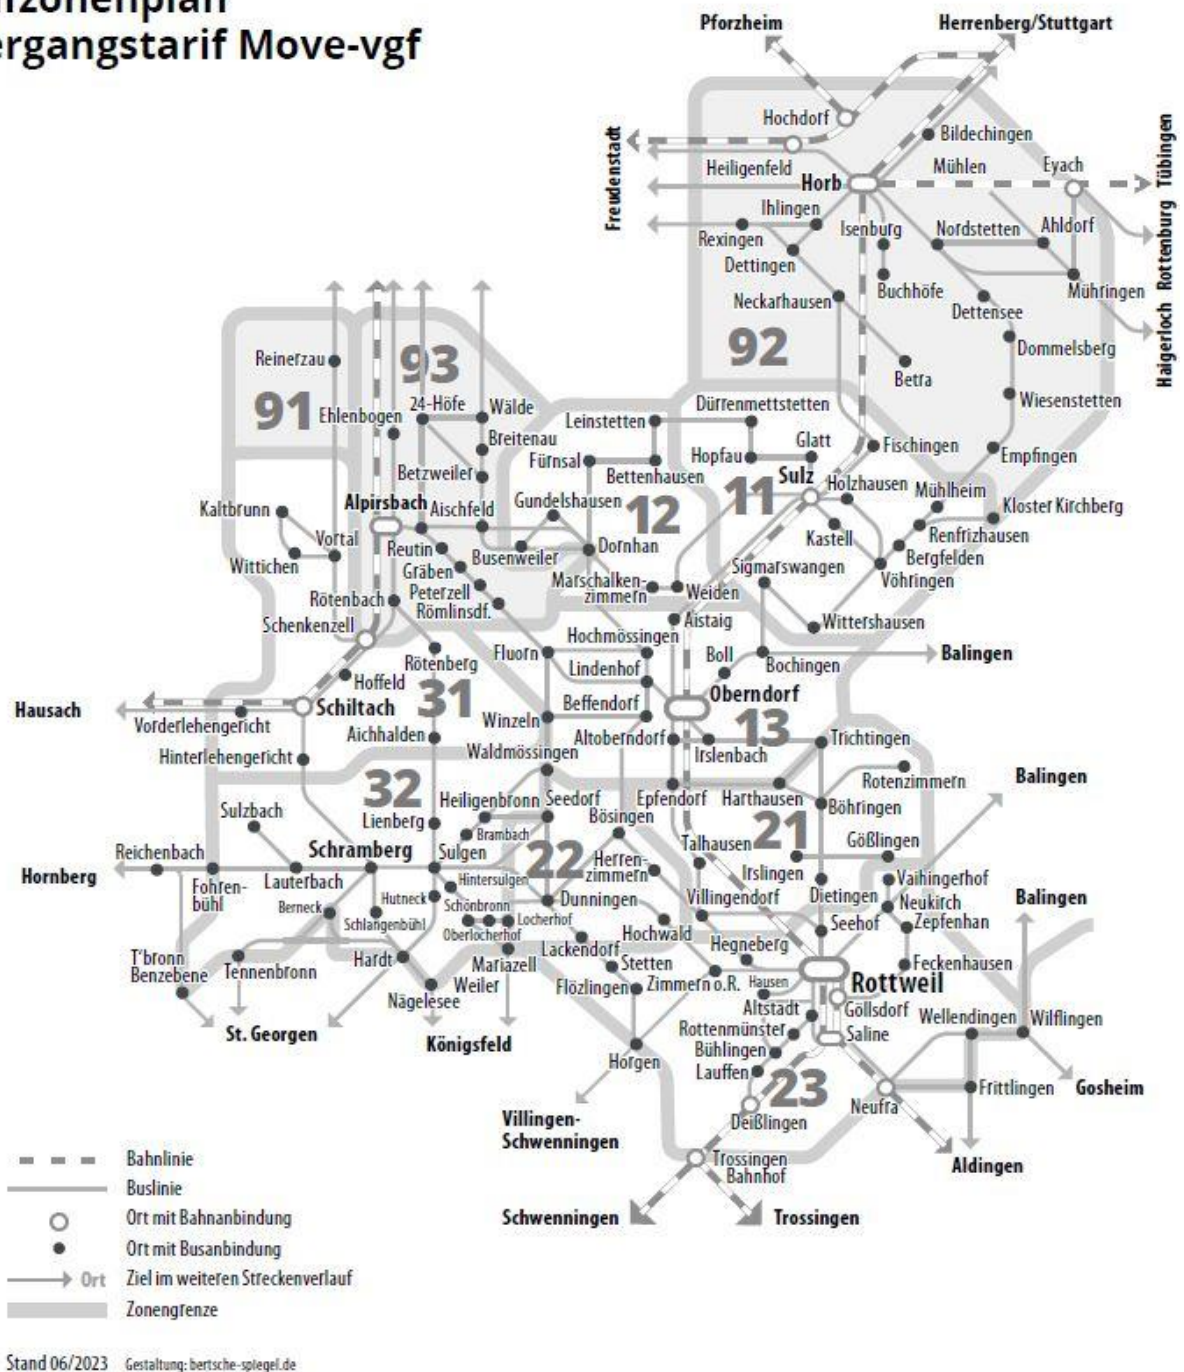 rzonenplan
ergangstarif Move-vgf
Pforzheim
Herrenberg/Stuttgart
Hochdorf
Bildechingen
Freudenstadt
Heiligenfeld
Mühlen
Eyach
Tübingen
Horb
Ihlingen
Isenburg
Nordstetten
Ahldorf
Rottenburg
Rexingen
Dettingen
Buchhöfe
Mühringen
Neckarhausen
Dettensee
Haigerloch
92
Dommelsberg
Reinerzau
93
Betra
91
Ehlenbogen
24-Höfe
Wälde
Leinstetten
Dürrenmettstetten
Wiesenstetten
Breitenau
Glatt
Fischingen
Betzweiler
Fürnsal
Hopfau
Empfingen
Bettenhausen
Sulz
Holzhausen
Mühlheim
Kaltbrunn
Alpirsbach
Aischfeld
Gundelshausen
12
11
Kloster Kirchberg
Vortal
Reutin
Busenweiler
Dornhan
Kastell
Renfrizhausen
Wittichen
Gräben
Sigmarswangen
Bergfelden
Rötenbach
Peterzell
Marschalken-
zimmern
Weiden
Vöhringen
Römlinsdf.
Schenkenzell
Aistaig
Wittershausen
Hochmössingen
Rötenberg
Fluorn
Lindenhof
Boll
Bochingen
Balingen
Hoffeld
31
Hausach
Schiltach
Beffendorf
Oberndorf
Vorderlehengericht
Winzeln
13
Aichhalden
Altoberndorf
Irslenbach
Trichtingen
Hinterlehengericht
Waldmössingen
Rotenzimmern
Balingen
32
Heiligenbronn
Seedorf
Epfendorf
Harthausen
Böhringen
Sulzbach
Lienberg
Bösingen
Brambach
21
Gößlingen
Reichenbach
Schramberg
Sulgen
22
Talhausen
Herren-
zimmern
Irslingen
Vaihingerhof
Hornberg
Fohren-
bühl
Lauterbach
Hintersulgen
Balingen
Berneck
Hutneck
Schönbronn
Dunningen
Villingendorf
Dietingen
Neukirch
Schlangenbühl
Locherhof
Seehof
Zepfenhan
Oberlocherhof
Hochwald
Lackendorf
Hegneberg
T'bronn
Benzebene
Hardt
Mariazell
Stetten
Feckenhausen
Tennenbronn
Weiler
Flözlingen
Zimmern o.R.
Hausen
Rottweil
Nägelesee
Altstadt
Göllsdorf
Wellendingen
Wilflingen
St. Georgen
Königsfeld
Rottenmünster
Saline
Bühlingen
Horgen
Lauffen
23
Frittlingen
Gosheim
Neufra
Villingen-
Schwenningen
Deißlingen
Trossingen
Bahnhof
Aldingen
Schwenningen
Trossingen
Bahnlinie
Buslinie
Ort mit Bahnanbindung
Ort mit Busanbindung
Ort
Ziel im weiteren Streckenverlauf
Zonengrenze
Stand 06/2023 Gestaltung: bertsche-spiegel.de